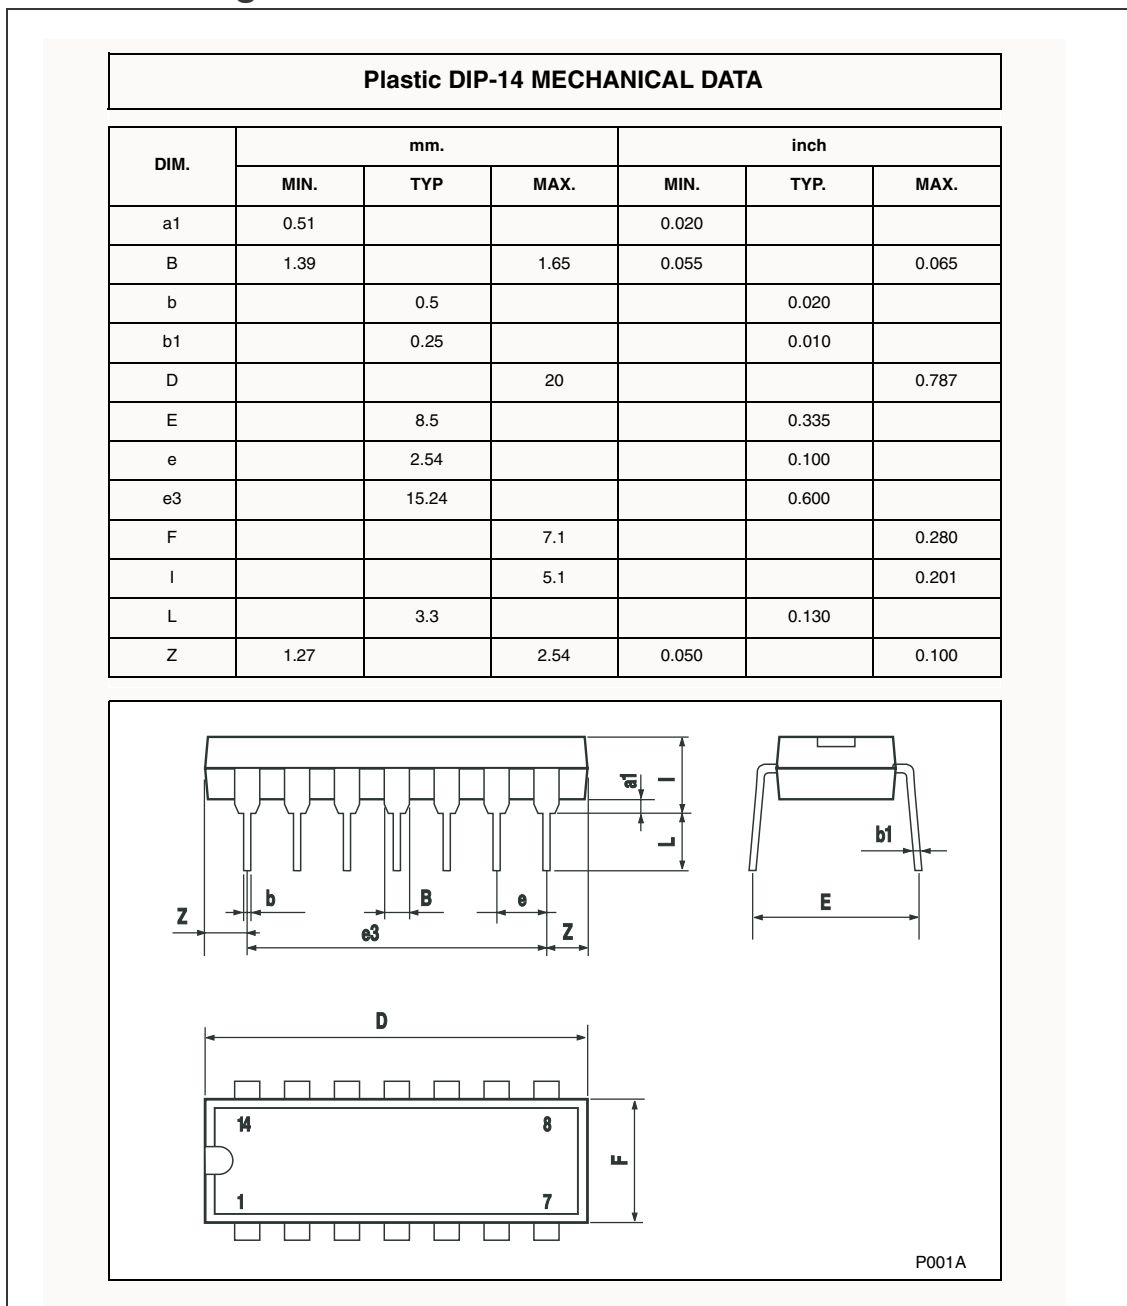 Plastic DIP-14 MECHANICAL DATA
DIM. mm. inch
MIN. TYP MAX. MIN. TYP. MAX.
a1 0.51 0.020
B 1.39 1.65 0.055 0.065
b 0.5 0.020
b1 0.25 0.010
D 20 0.787
E 8.5 0.335
e 2.54 0.100
e3 15.24 0.600
F 7.1 0.280
I 5.1 0.201
L 3.3 0.130
Z 1.27 2.54 0.050 0.100
a1 I
L b1
Z b B e E
e3 Z
D
14 8
F
1 7
P001A